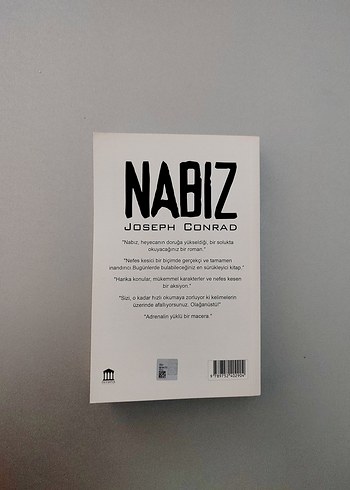 NABIZ
JOSEPH CONRAD
"Nabız, heyecanın doruğa yükseldiği, bir solukta
okuyacağınız bir roman."
"Nefes kesici bir biçimde gerçekçi ve tamamen
inandırıcı Bugünlerde bulabileceğiniz en sürükleyici kitap."
"Harika konular, mükemmel karakterler ve nefes kesen
bir aksiyon."
"Sizi, o kadar hızlı okumaya zorluyor ki kelimelerin
üzerinde afallıyorsunuz. Olağanüstü!"
"Adrenalin yüklü bir macera."